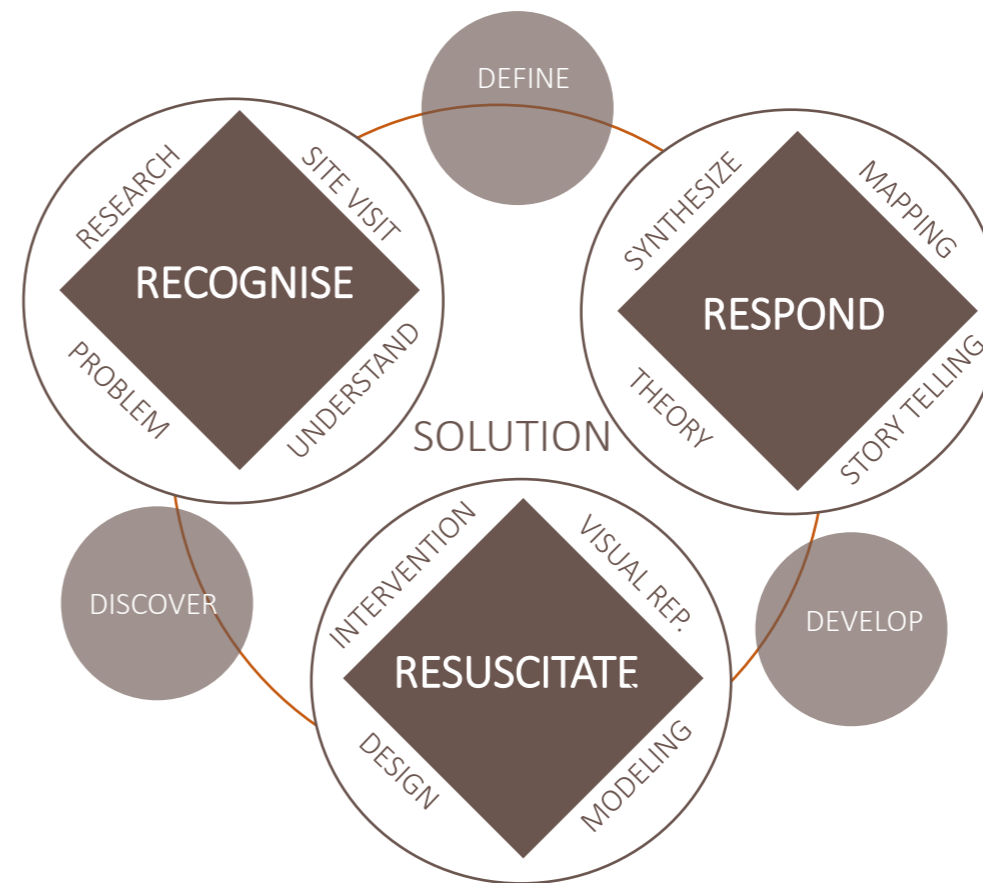 DEFINE
RESEARCH
SITE VISIT
RECOGNISE
PROBLEM
UNDERSTAND
SYNTHESIZE
MAPPING
RESPOND
THEORY
STORY TELLING
SOLUTION
DISCOVER
INTERVENTION
VISUAL REP.
RESUSCITATE
DESIGN
MODELING
DEVELOP